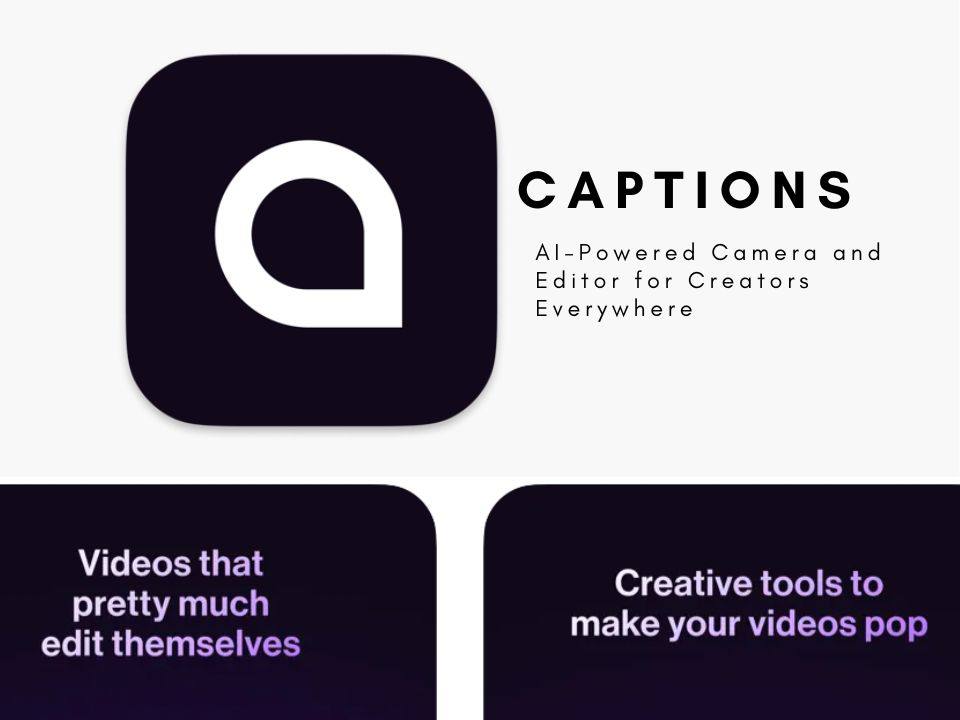 CAPTIONS
AI-Powered Camera and
Editor for Creators
Everywhere
Videos that
pretty much
edit themselves
Creative tools to
make your videos pop